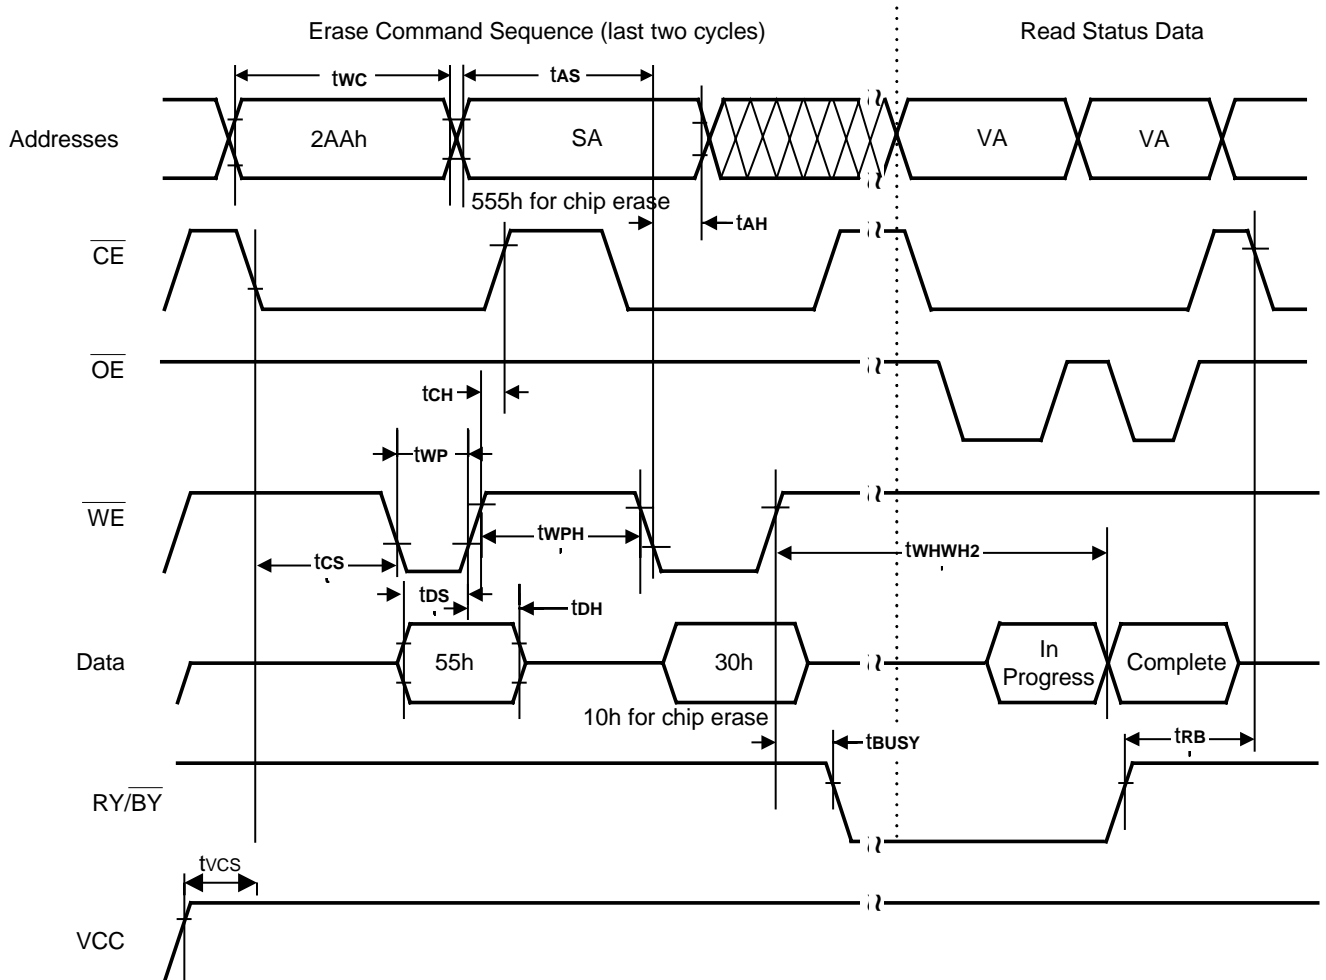 Erase Command Sequence (last two cycles)
Read Status Data
tWC
tAS
Addresses
2AAh
SA
VA
VA
555h for chip erase
tAH
CE
OE
tCH
tWP
WE
tWPH
tWHWH2
tCS
tDS
tDH
Data
55h
30h
In
Progress
Complete
10h for chip erase
tBUSY
tRB
RY/BY
tVCS
VCC